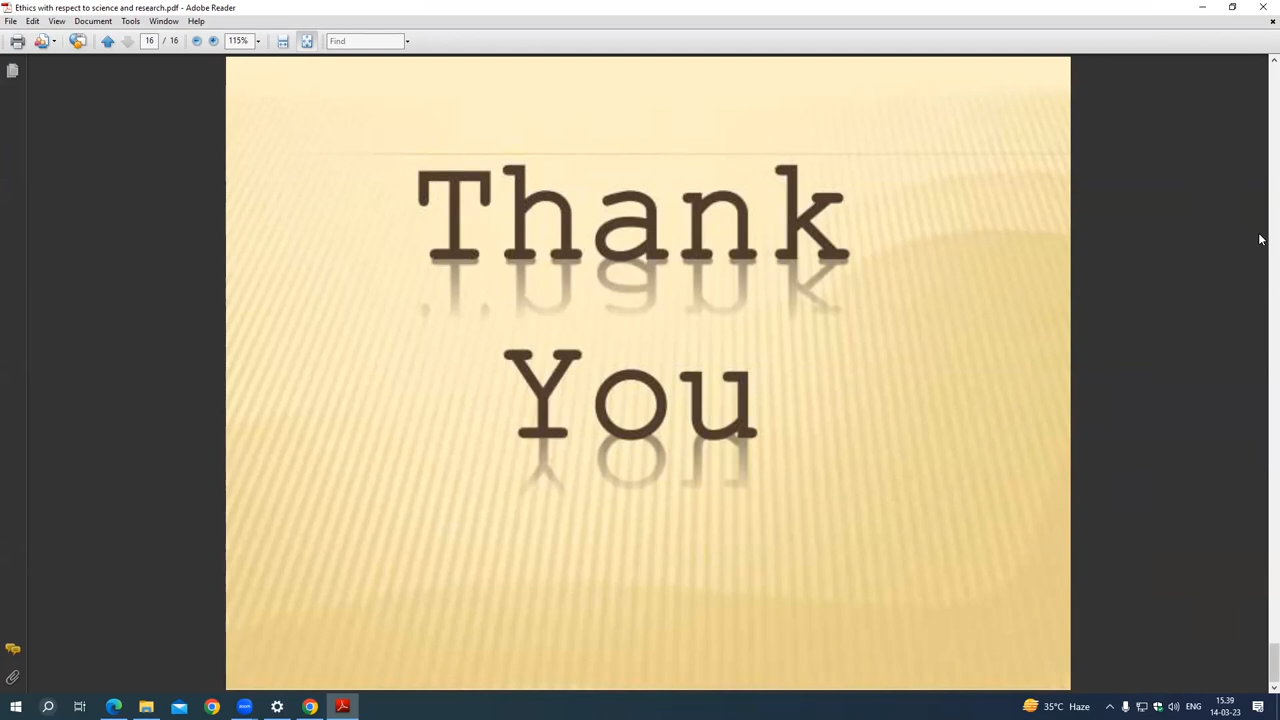 Ethics with respect to science and research.pdf - Adobe Reader
File Edit View Document Tools Window Help
16 / 16 115% Find
Thank
You
35°C Haze ENG 15.39
14-03-23